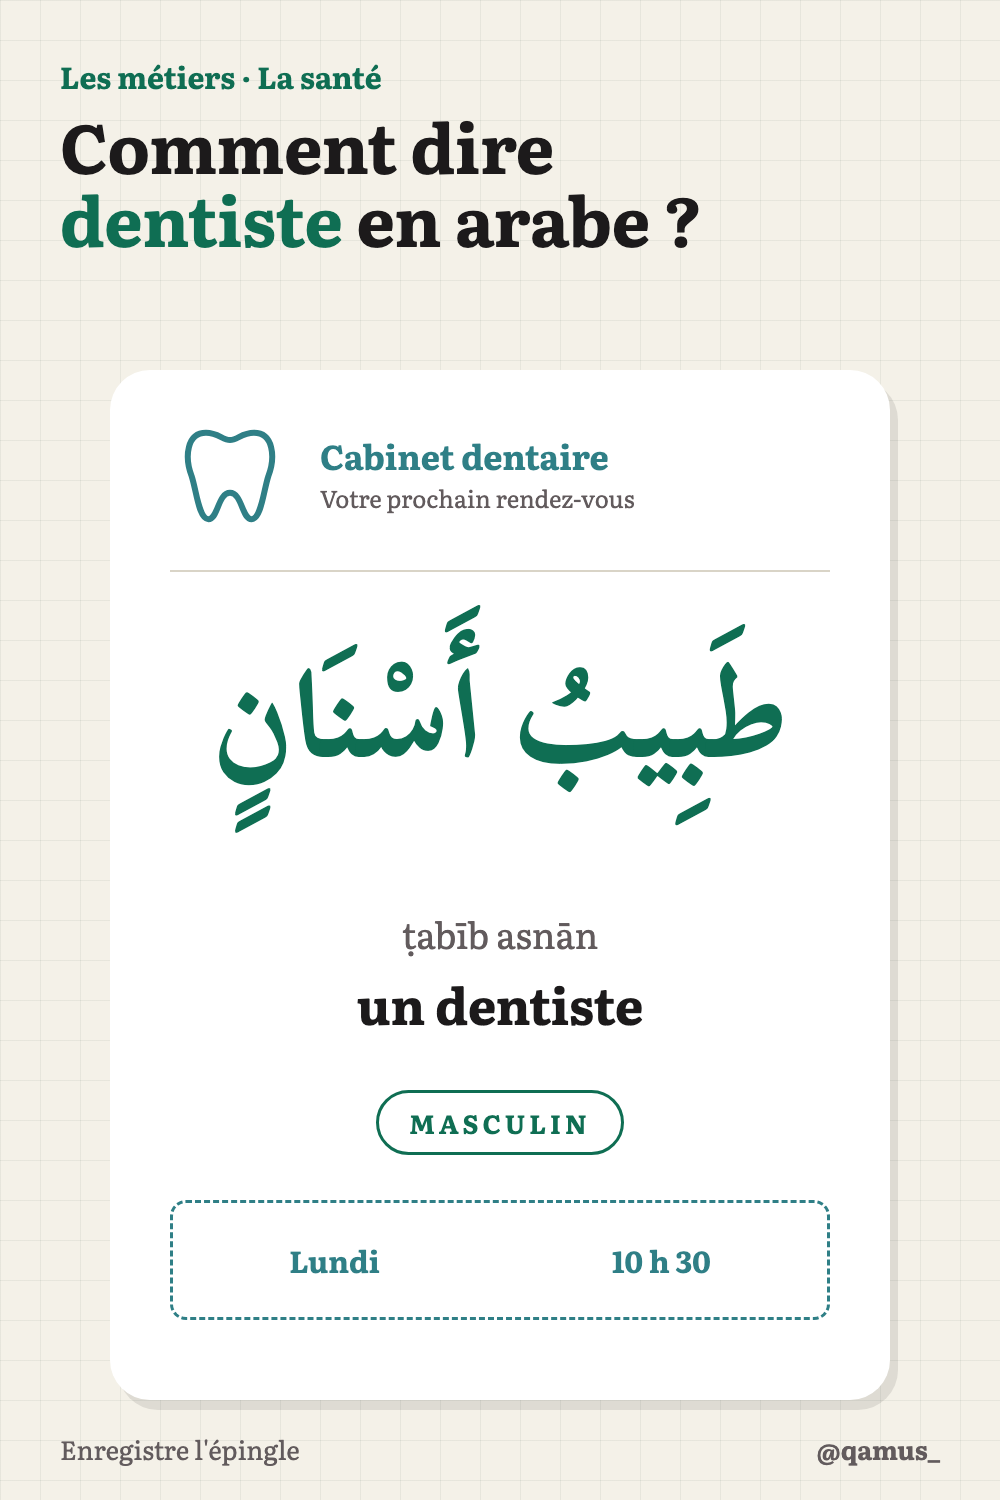 Les métiers · La santé
Comment dire
dentiste en arabe ?
Cabinet dentaire
Votre prochain rendez-vous
طَبِيبُ أَسْنَانٍ
ṭabīb asnān
un dentiste
MASCULIN
Lundi 10 h 30
Enregistre l'épingle @qamus_